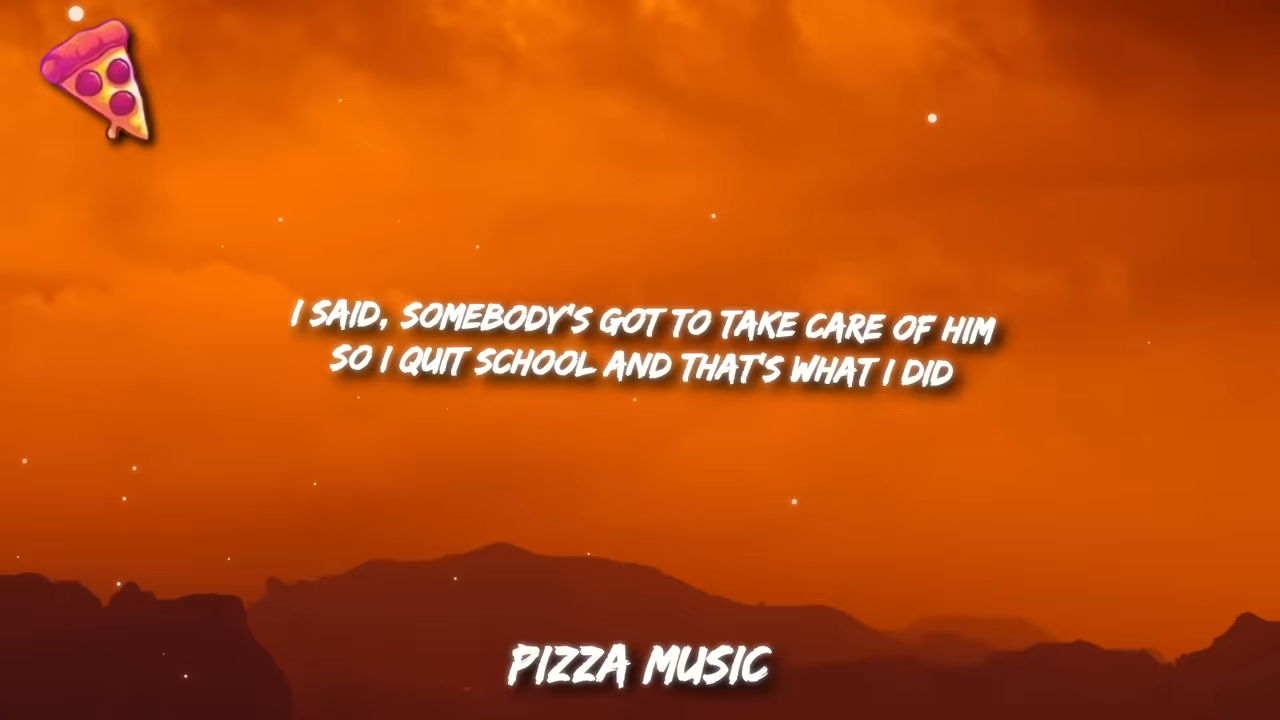 I SAID, SOMEBODY'S GOT TO TAKE CARE OF HIM
SO I QUIT SCHOOL AND THAT'S WHAT I DID
PIZZA MUSIC